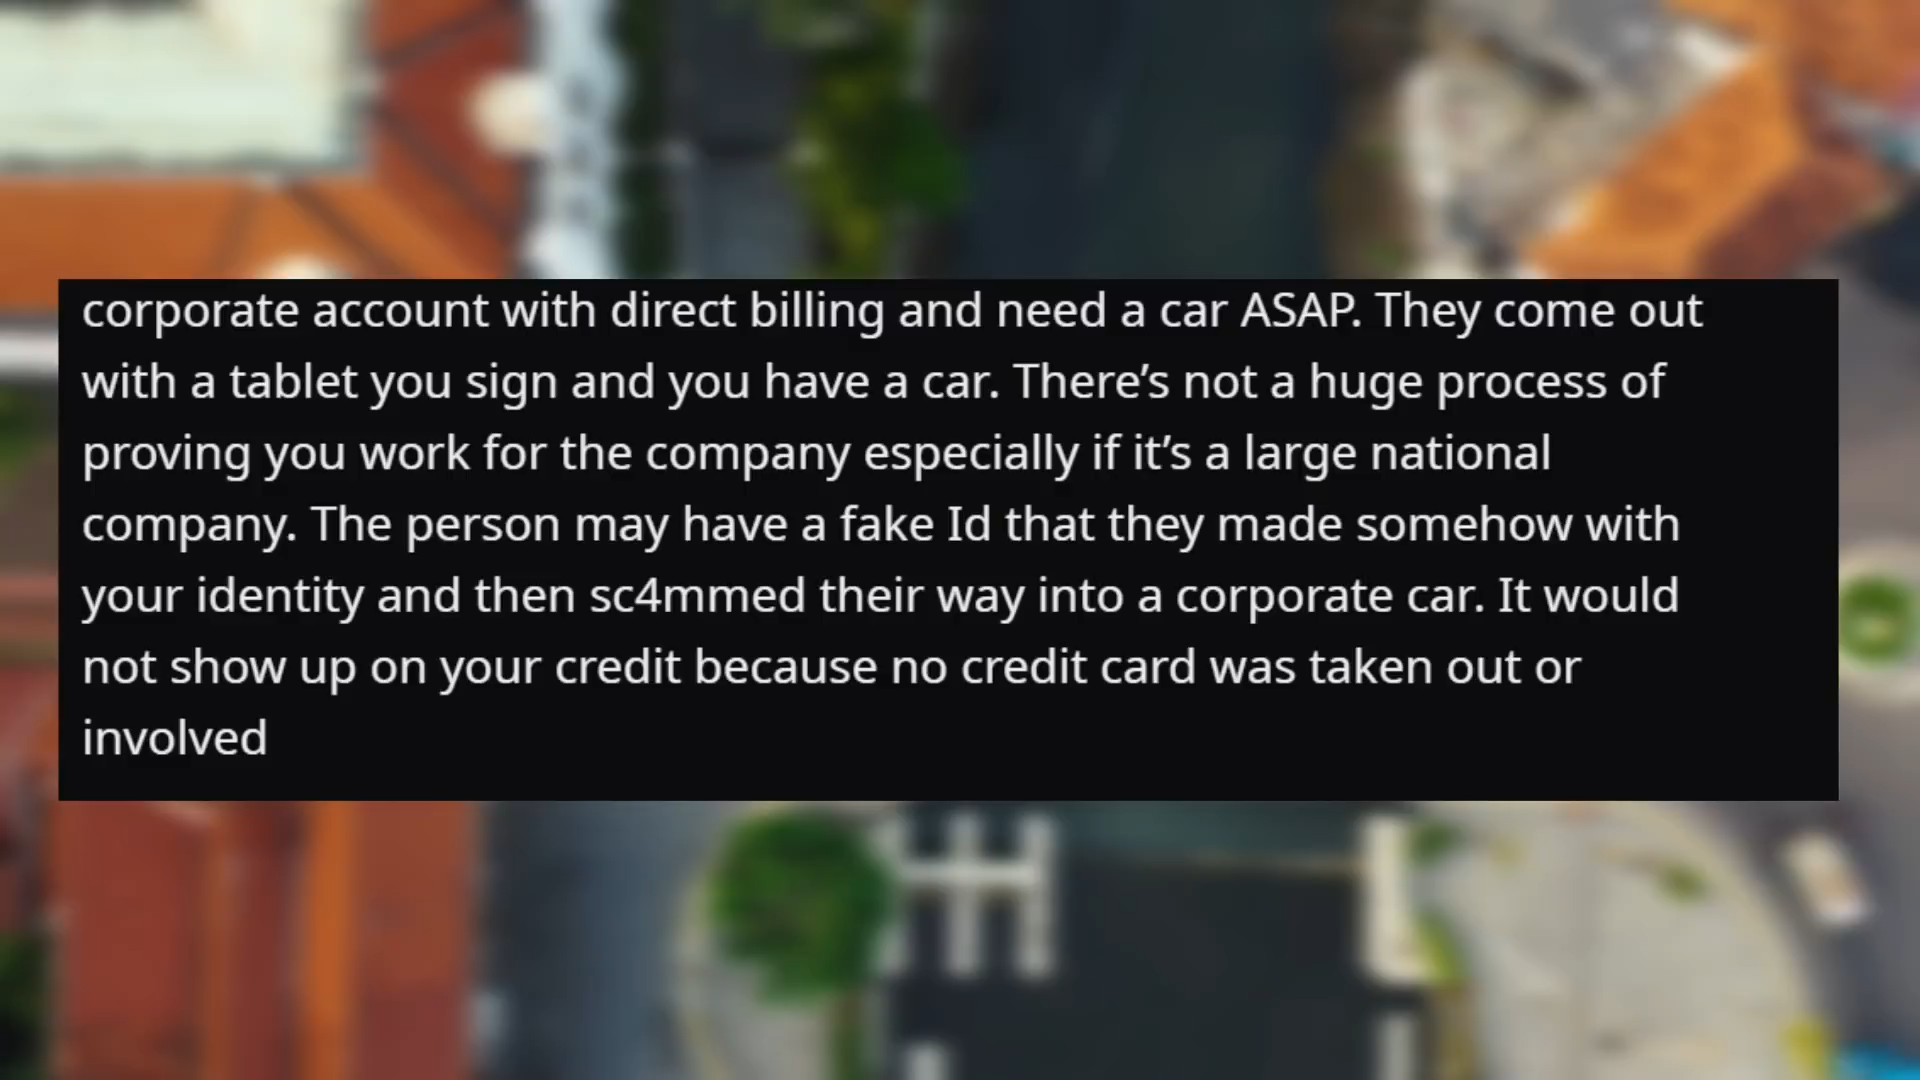 corporate account with direct billing and need a car ASAP. They come out
with a tablet you sign and you have a car. There’s not a huge process of
proving you work for the company especially if it’s a large national
company. The person may have a fake Id that they made somehow with
your identity and then sc4mmed their way into a corporate car. It would
not show up on your credit because no credit card was taken out or
involved